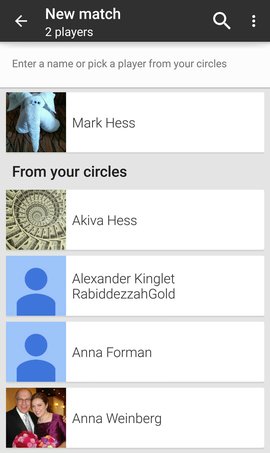 New match
2 players
Enter a name or pick a player from your circles
Mark Hess
From your circles
Akiva Hess
Alexander Kinglet
RabiddezzahGold
Anna Forman
Anna Weinberg